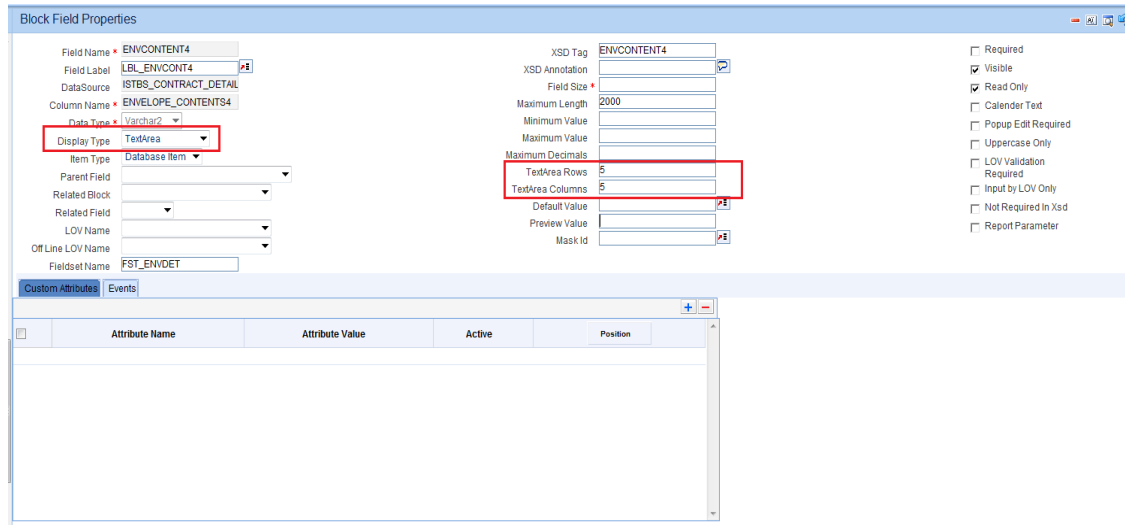 Block Field Properties
Field Name * ENVCONTENT4
Field Label LBL_ENVCONT4
DataSource ISTBS_CONTRACT_DETAIL
Column Name * ENVELOPE_CONTENTS4
Data Type * Varchar2
Display Type TextArea
Item Type Database Item
Parent Field
Related Block
Related Field
LOV Name
Off Line LOV Name
Fieldset Name FST_ENVDET
XSD Tag ENVCONTENT4
XSD Annotation
Field Size *
Maximum Length 2000
Minimum Value
Maximum Value
Maximum Decimals
TextArea Rows 5
TextArea Columns 5
Default Value
Preview Value
Mask Id
Required
Visible
Read Only
Calender Text
Popup Edit Required
Uppercase Only
LOV Validation
Required
Input by LOV Only
Not Required In Xsd
Report Parameter
Custom Attributes Events
Attribute Name Attribute Value Active Position